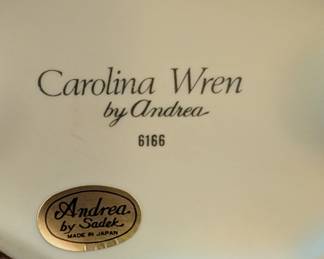 Carolina Wren
by Andrea
6166
Andrea
by Sadek
MADE IN JAPAN